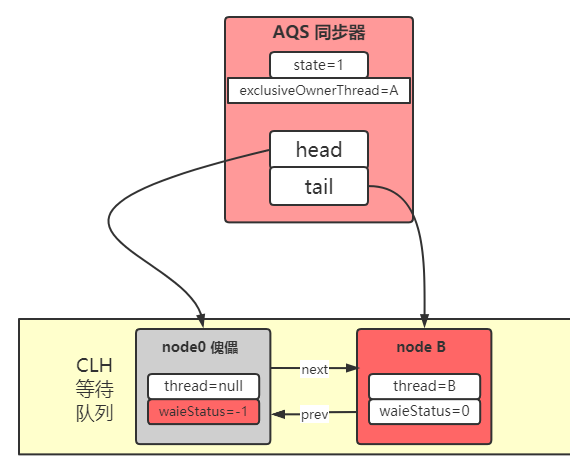 AQS 同步器
state=1
exclusiveOwnerThread=A
head
tail
CLH
等待
队列
node0 傀儡
thread=null
waieStatus=-1
next
prev
node B
thread=B
waieStatus=0